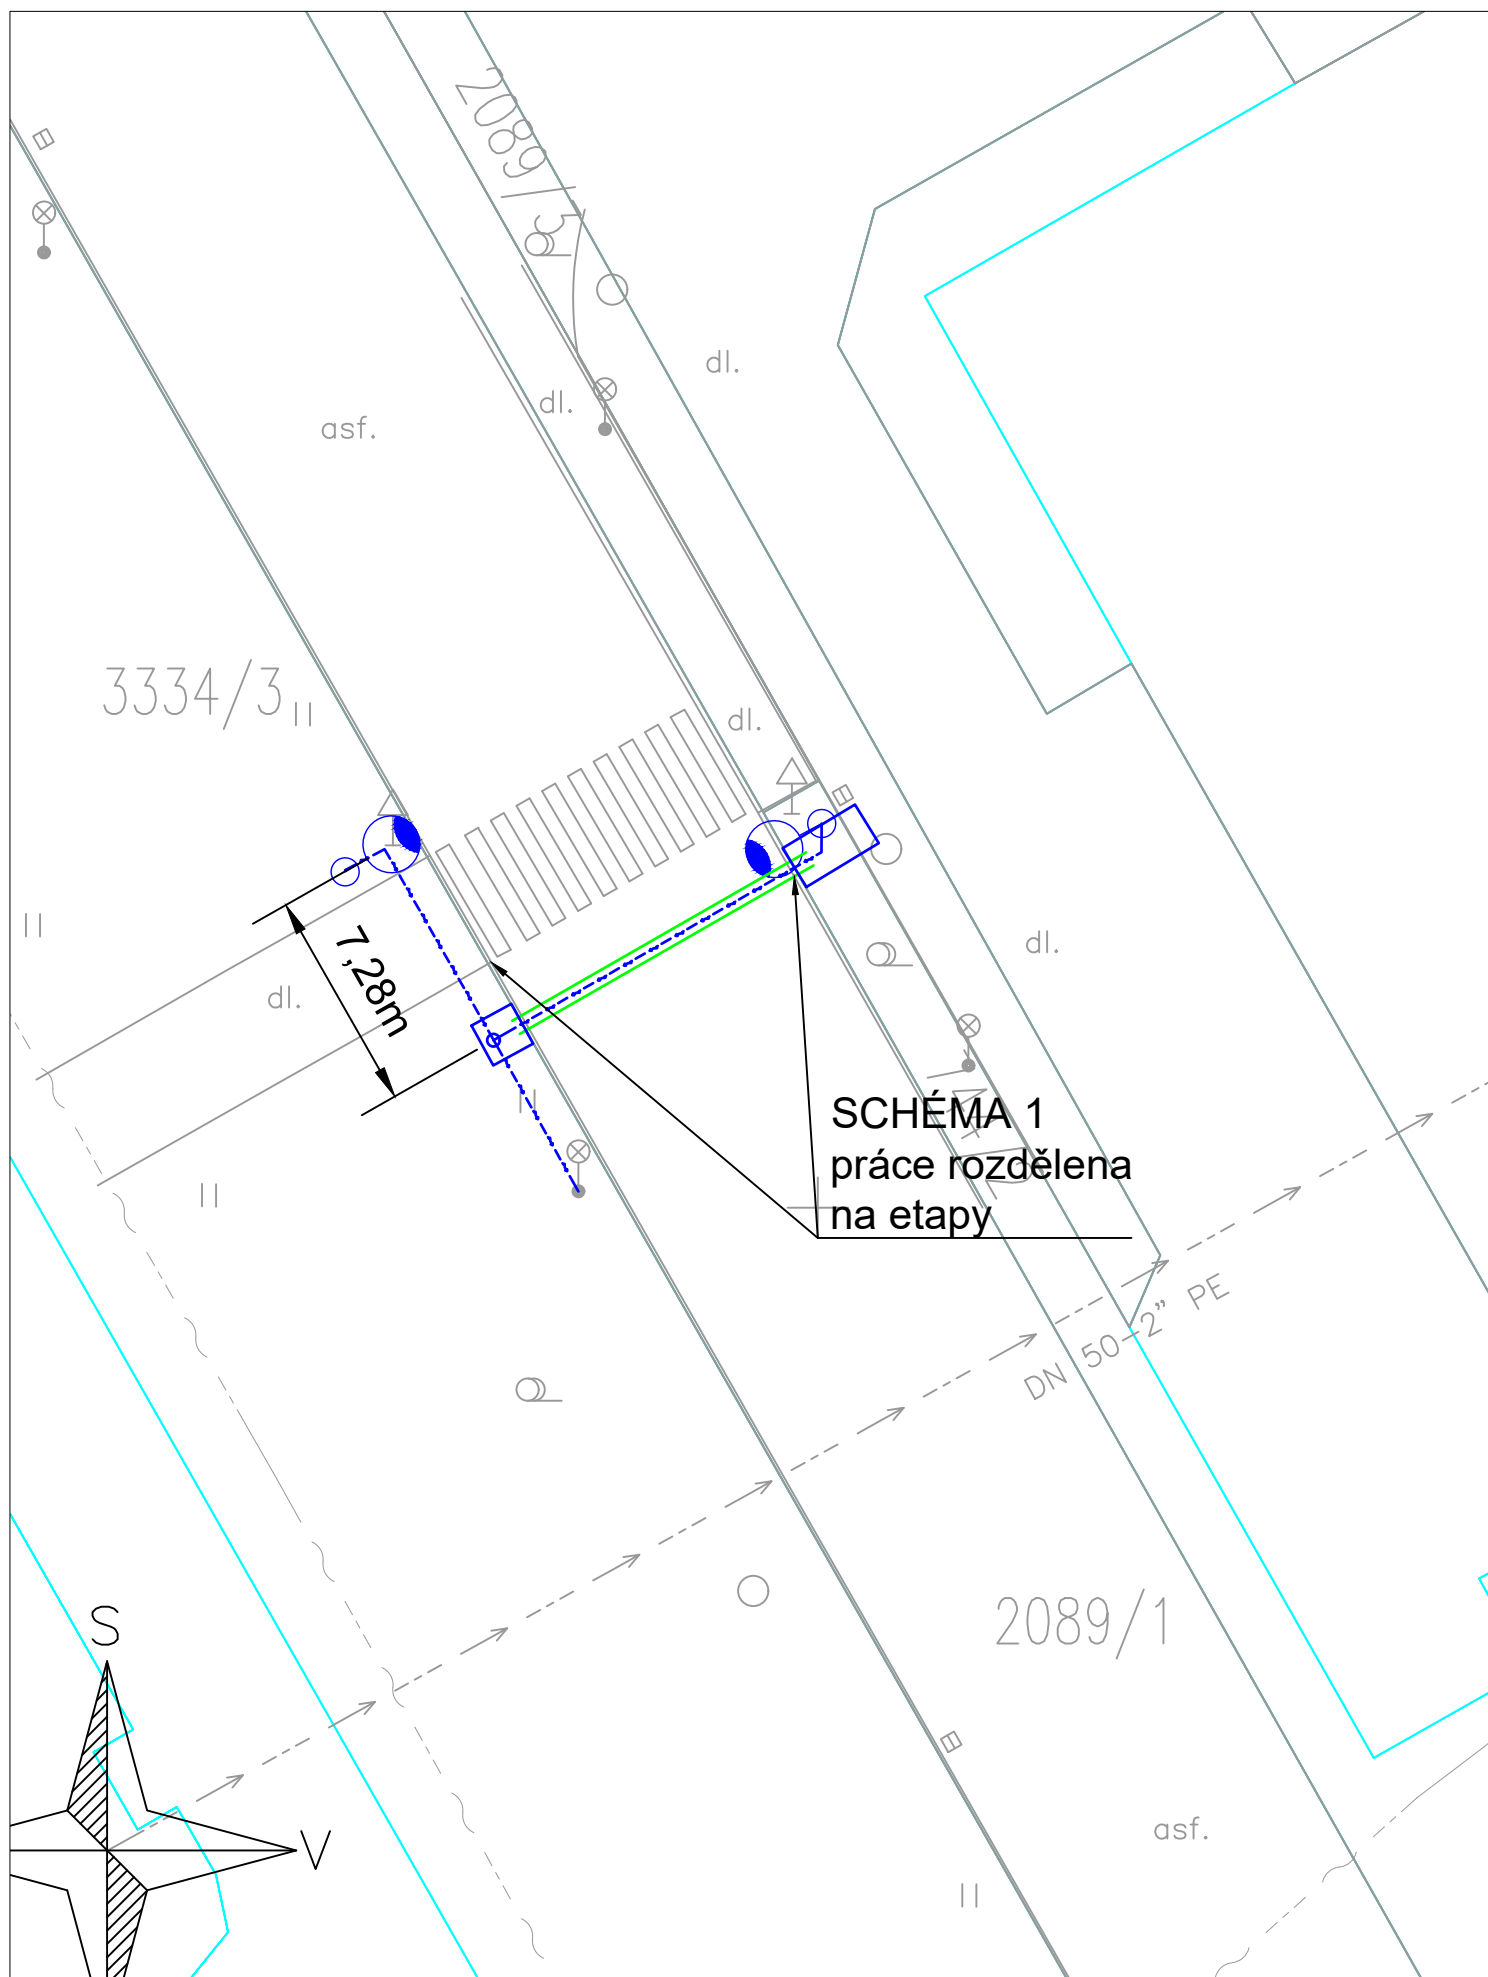 2089/3
dl.
dl.
asf.
3334/3
dl.
dl.
dl.
7,28m
SCHÉMA 1
práce rozdělena
na etapy
DN 50-2” PE
2089/1
S
V
asf.